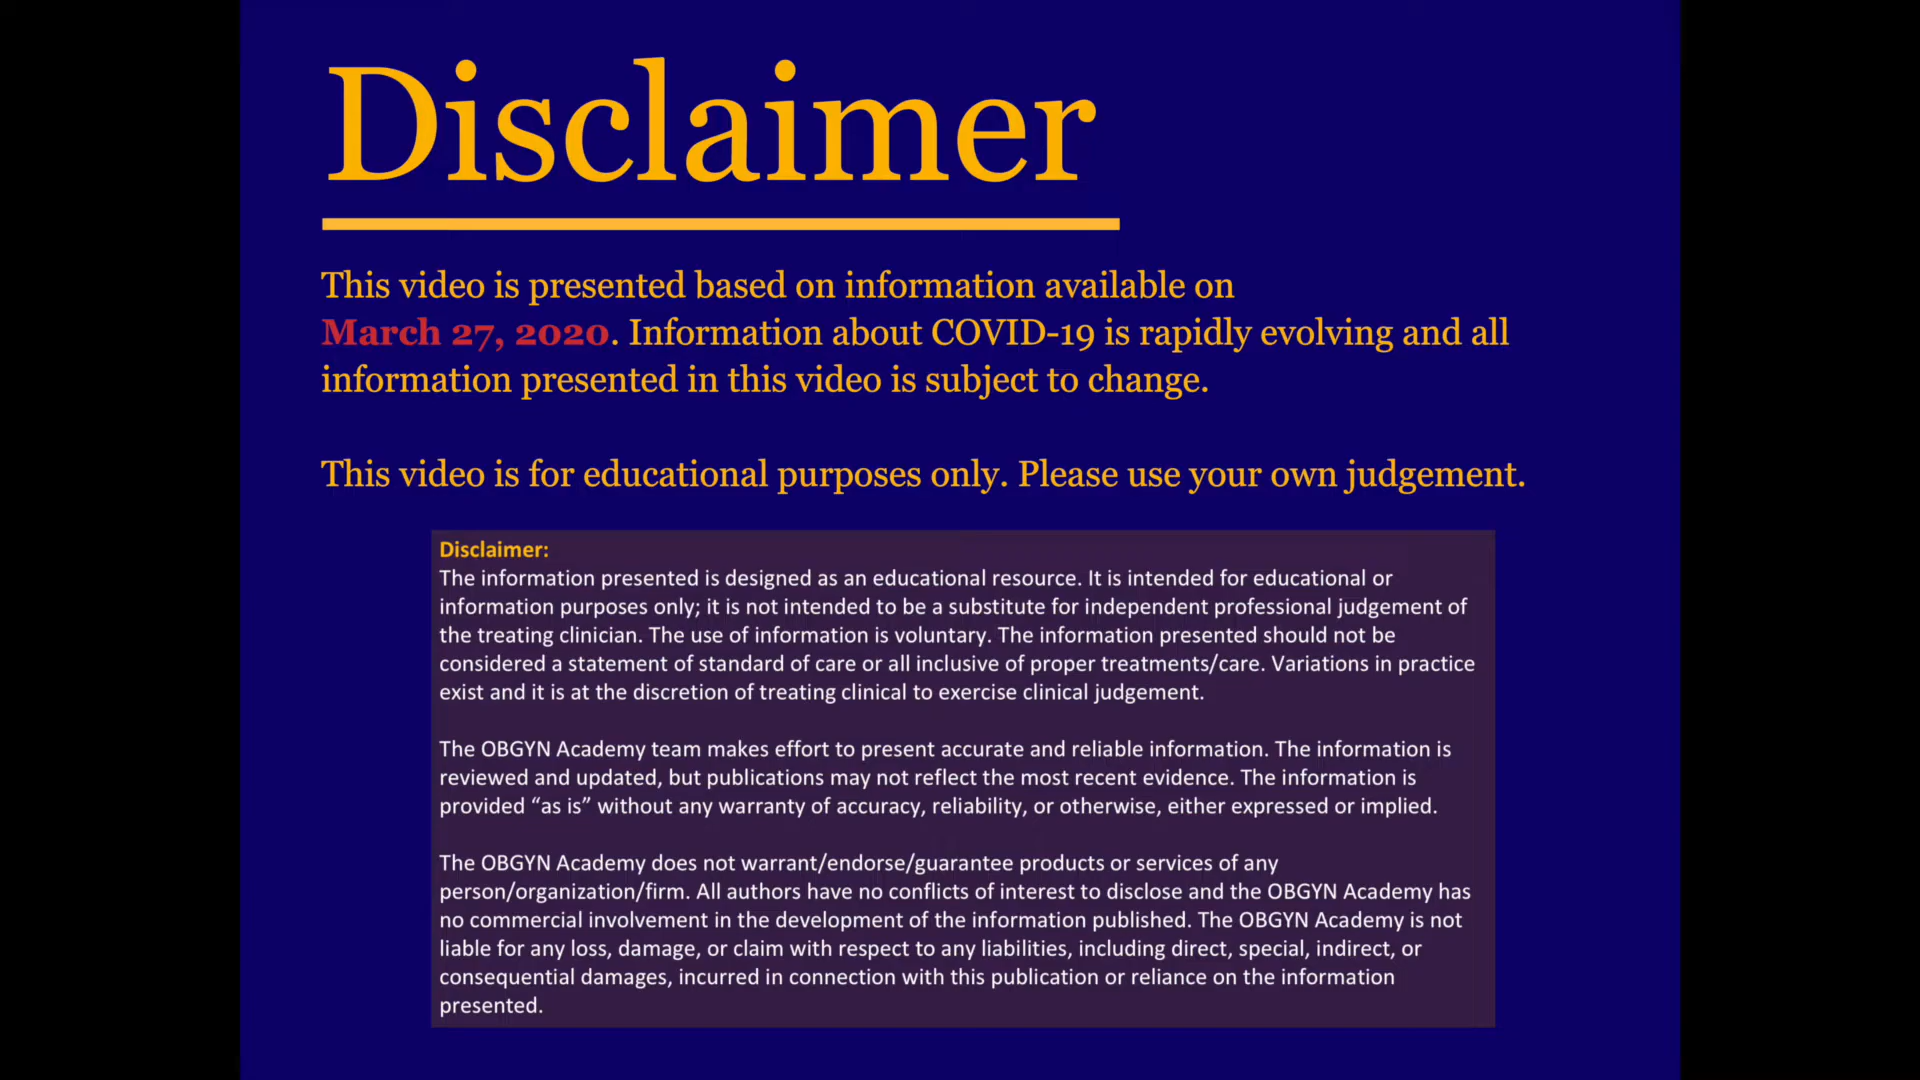 Disclaimer
This video is presented based on information available on
March 27, 2020. Information about COVID-19 is rapidly evolving and all
information presented in this video is subject to change.
This video is for educational purposes only. Please use your own judgement.
Disclaimer:
The information presented is designed as an educational resource. It is intended for educational or
information purposes only; it is not intended to be a substitute for independent professional judgement of
the treating clinician. The use of information is voluntary. The information presented should not be
considered a statement of standard of care or all inclusive of proper treatments/care. Variations in practice
exist and it is at the discretion of treating clinical to exercise clinical judgement.
The OBGYN Academy team makes effort to present accurate and reliable information. The information is
reviewed and updated, but publications may not reflect the most recent evidence. The information is
provided “as is” without any warranty of accuracy, reliability, or otherwise, either expressed or implied.
The OBGYN Academy does not warrant/endorse/guarantee products or services of any
person/organization/firm. All authors have no conflicts of interest to disclose and the OBGYN Academy has
no commercial involvement in the development of the information published. The OBGYN Academy is not
liable for any loss, damage, or claim with respect to any liabilities, including direct, special, indirect, or
consequential damages, incurred in connection with this publication or reliance on the information
presented.